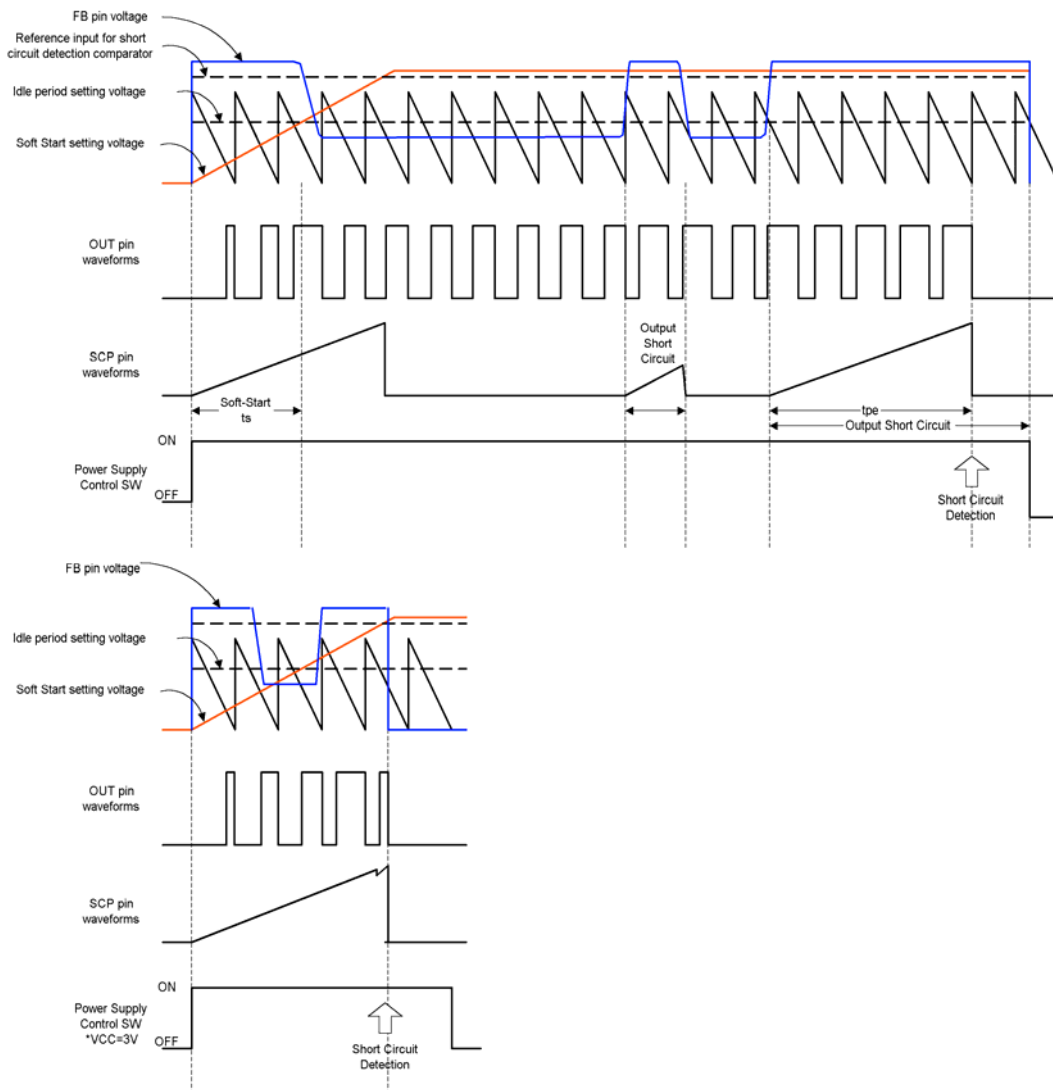 FB pin voltage
Reference input for short
circuit detection comparator
Idle period setting voltage
Soft Start setting voltage
OUT pin
waveforms
SCP pin
waveforms
Output
Short
Circuit
Soft-Start
ts
tpe
Output Short Circuit
ON
Power Supply
Control SW
OFF
Short Circuit
Detection
FB pin voltage
Idle period setting voltage
Soft Start setting voltage
OUT pin
waveforms
SCP pin
waveforms
ON
Power Supply
Control SW
*VCC=3V
OFF
Short Circuit
Detection